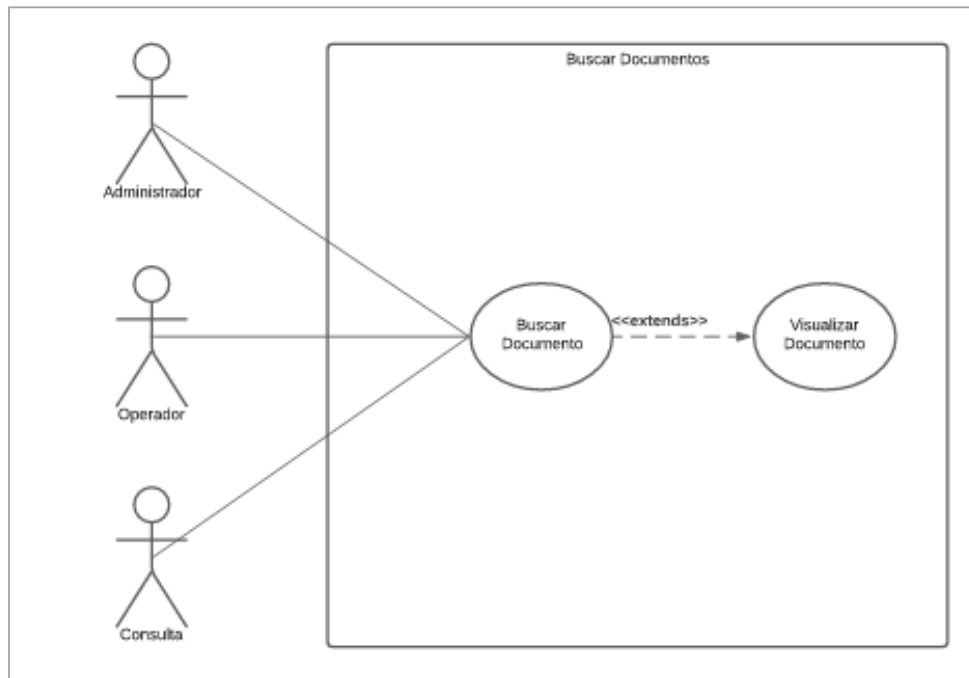 Buscar Documentos
Administrador
Buscar
Documento
<<extends>>
Visualizar
Documento
Operador
Consulta